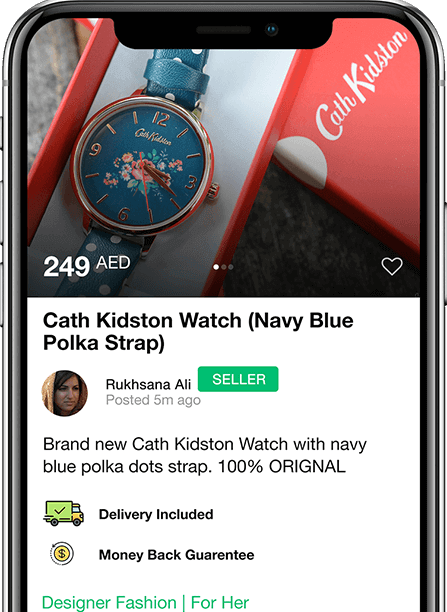 Cath Kidston
12
Cath Kidston
9
3
6
249 AED
Cath Kidston Watch (Navy Blue
Polka Strap)
Rukhsana Ali SELLER
Posted 5m ago
Brand new Cath Kidston Watch with navy
blue polka dots strap. 100% ORIGNAL
Delivery Included
$
Money Back Guarentee
Designer Fashion | For Her